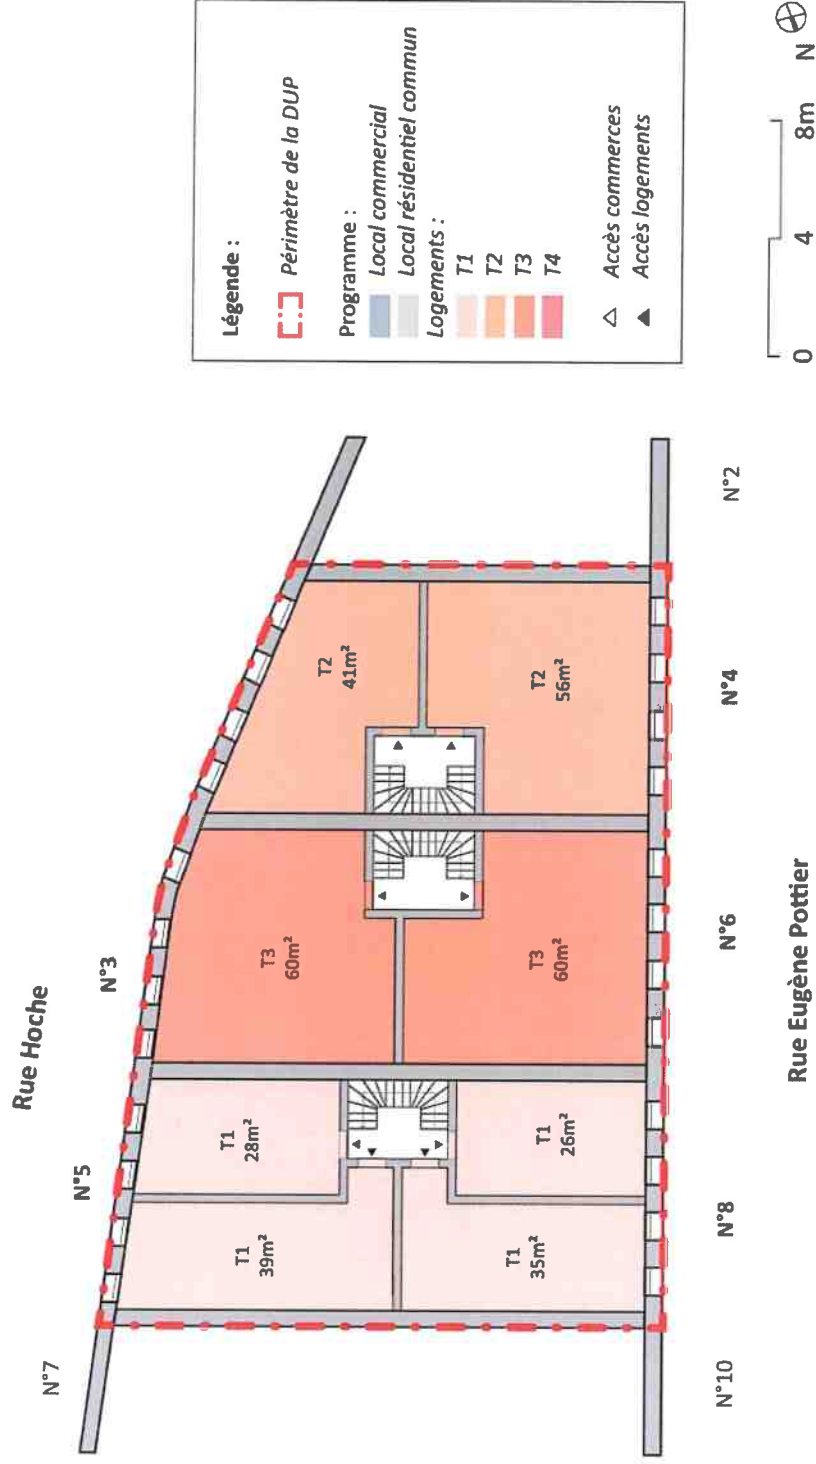 Rue Hoche
N°7
N°5
N°3
T1
39m²
T1
28m²
T3
60m²
T2
41m²
T1
35m²
T1
26m²
T3
60m²
T2
56m²
N°10
N°8
N°6
N°4
N°2
Rue Eugène Pottier
Légende :
Périmètre de la DUP
Programme :
Local commercial
Local résidentiel commun
Logements :
T1
T2
T3
T4
Accès commerces
Accès logements
0 4 8m N